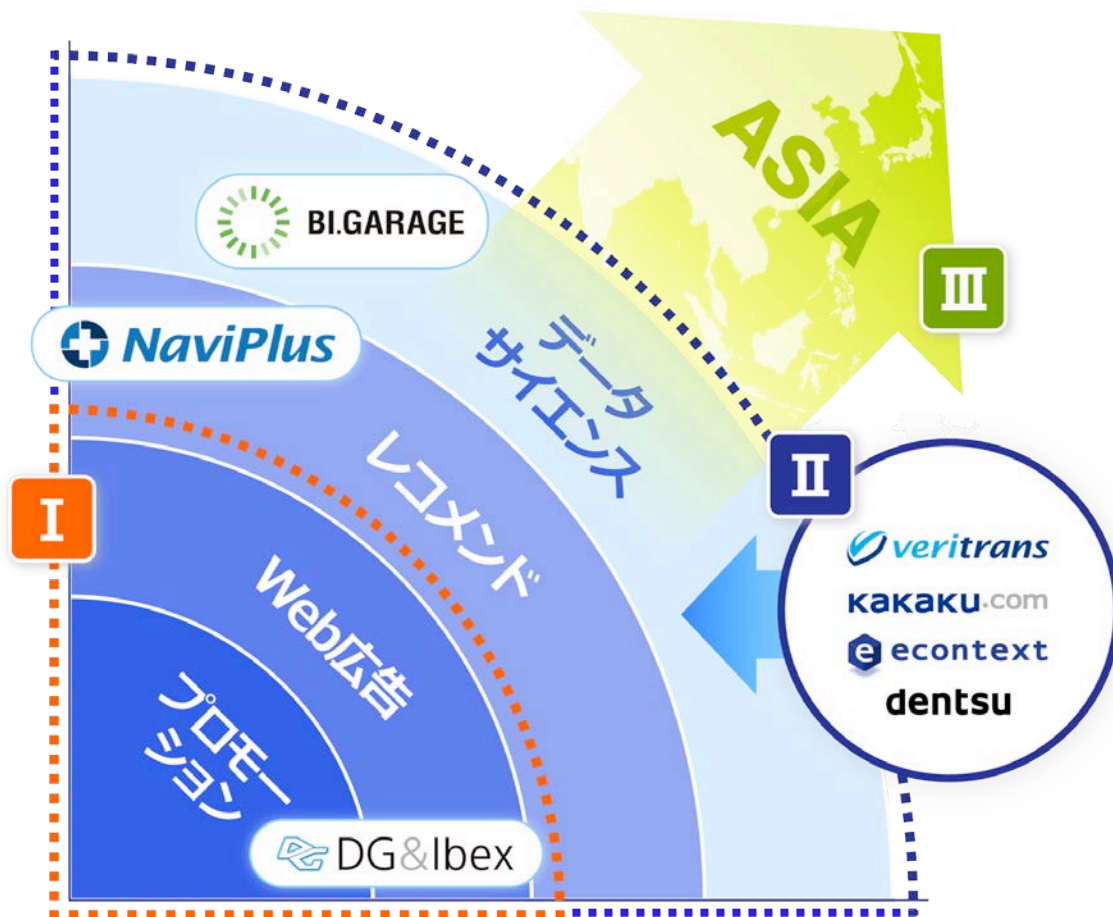 ASIA
BI.GARAGE
III
NaviPlus
データ
サイエンス
レコメンド
II
I
veritrans
Web広告
kakaku.com
econtext
プロモー
ション
dentsu
DG&Ibex